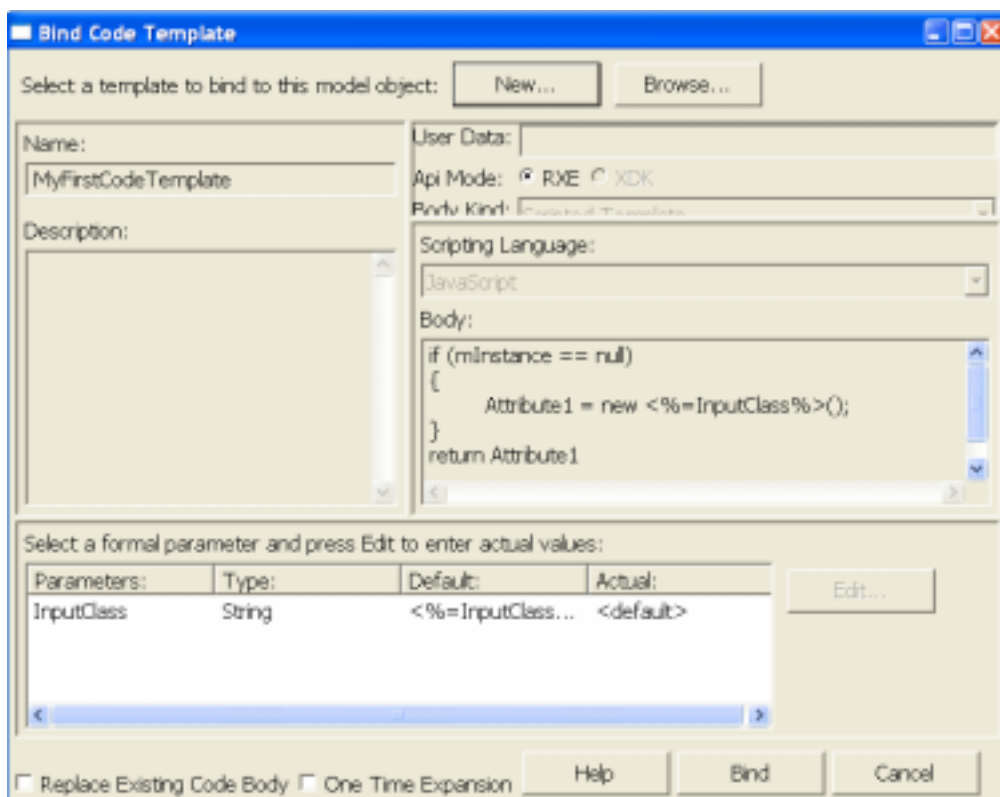 Bind Code Template
Select a template to bind to this model object: New... Browse...
Name:
MyFirstCodeTemplate
Description:
User Data:
Api Mode: RXE XDK
Body Kind: Scripted Template
Scripting Language:
JavaScript
Body:
if (mInstance == null)
{
Attribute1 = new <%=InputClass%>();
}
return Attribute1
Select a formal parameter and press Edit to enter actual values:
Parameters: Type: Default: Actual:
InputClass String <%=InputClass... <default>
Edit...
Replace Existing Code Body One Time Expansion Help Bind Cancel